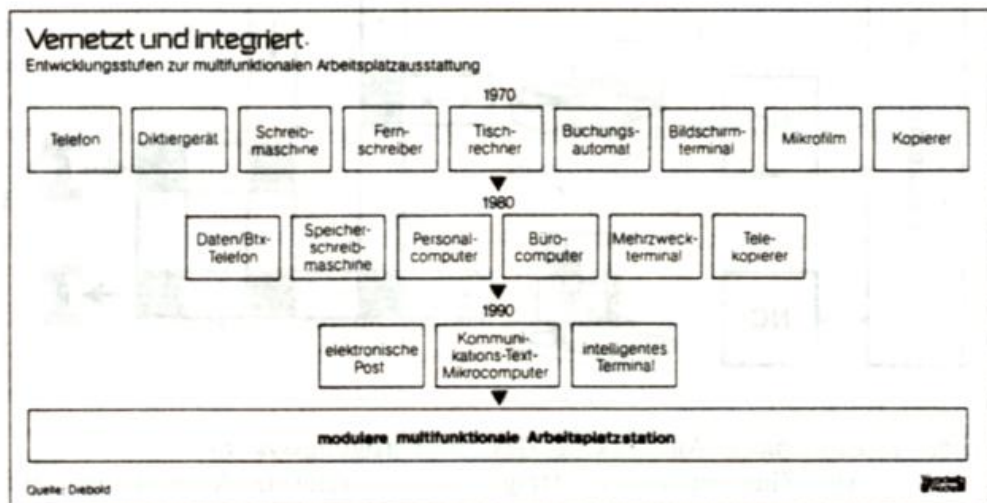 Vernetzt und integriert.
Entwicklungsstufen zur multifunktionalen Arbeitsplatzausstattung
1970
Telefon
Diktiergerät
Schreib-
maschine
Fern-
schreiber
Tisch-
rechner
Buchungs-
automat
Bildschirm-
terminal
Mikrofilm
Kopierer
1980
Daten/Btx-
Telefon
Speicher-
schreib-
maschine
Personal-
computer
Büro-
computer
Mehrzweck-
terminal
Tele-
kopierer
1990
elektronische
Post
Kommuni-
kations-Text-
Mikrocomputer
intelligentes
Terminal
modulare multifunktionale Arbeitsplatzstation
Quelle: Diebold